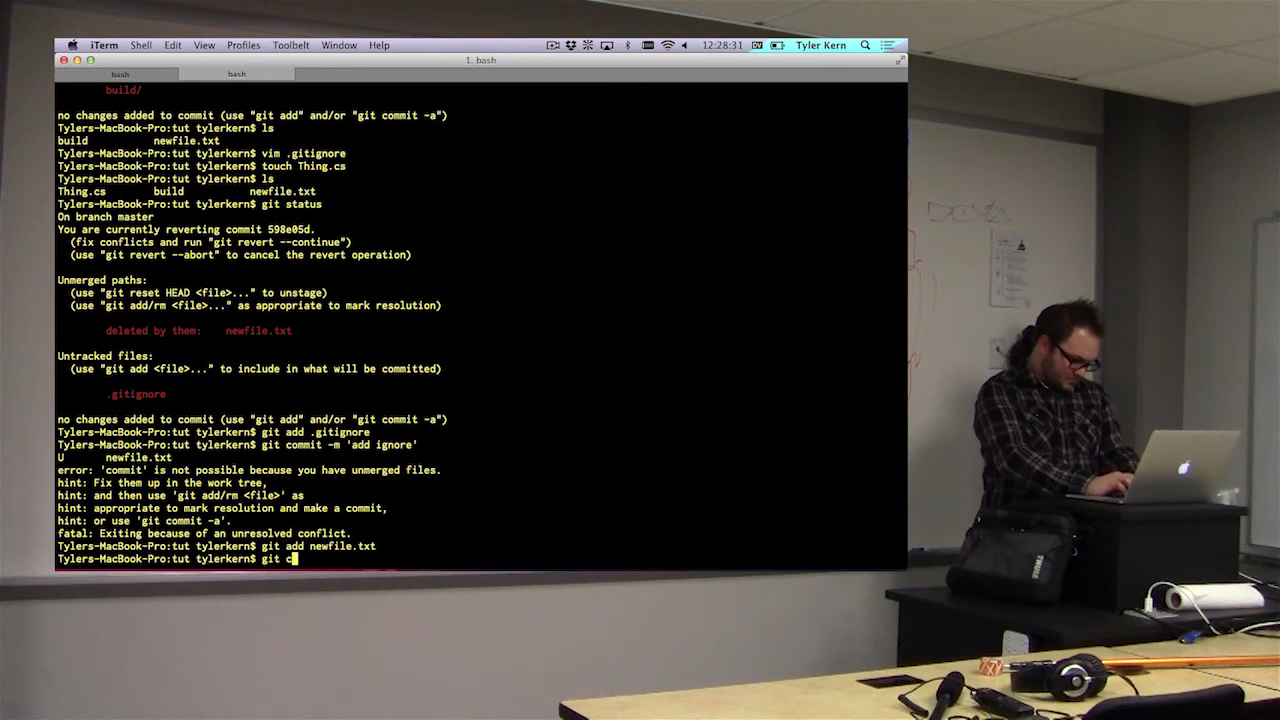 iTerm Shell Edit View Profiles Toolbelt Window Help 12:28:31 DV Tyler Kern
1. bash
bash bash
build/
no changes added to commit (use "git add" and/or "git commit -a")
Tylers-MacBook-Pro:tut tylerkern$ ls
build newfile.txt
Tylers-MacBook-Pro:tut tylerkern$ vim .gitignore
Tylers-MacBook-Pro:tut tylerkern$ touch Thing.cs
Tylers-MacBook-Pro:tut tylerkern$ ls
Thing.cs build newfile.txt
Tylers-MacBook-Pro:tut tylerkern$ git status
On branch master
You are currently reverting commit 598e05d.
(fix conflicts and run "git revert --continue")
(use "git revert --abort" to cancel the revert operation)
Unmerged paths:
(use "git reset HEAD <file>..." to unstage)
(use "git add/rm <file>..." as appropriate to mark resolution)
deleted by them: newfile.txt
Untracked files:
(use "git add <file>..." to include in what will be committed)
.gitignore
no changes added to commit (use "git add" and/or "git commit -a")
Tylers-MacBook-Pro:tut tylerkern$ git add .gitignore
Tylers-MacBook-Pro:tut tylerkern$ git commit -m 'add ignore'
U newfile.txt
error: 'commit' is not possible because you have unmerged files.
hint: Fix them up in the work tree,
hint: and then use 'git add/rm <file>' as
hint: appropriate to mark resolution and make a commit,
hint: or use 'git commit -a'.
fatal: Exiting because of an unresolved conflict.
Tylers-MacBook-Pro:tut tylerkern$ git add newfile.txt
Tylers-MacBook-Pro:tut tylerkern$ git c
THULE